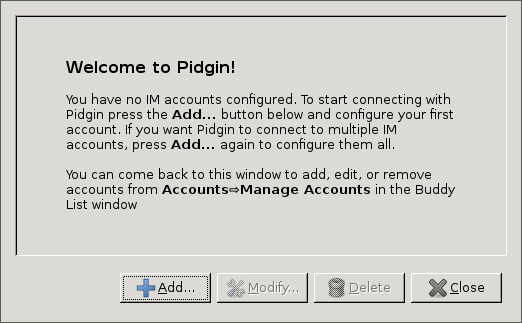 Welcome to Pidgin!
You have no IM accounts configured. To start connecting with
Pidgin press the Add... button below and configure your first
account. If you want Pidgin to connect to multiple IM
accounts, press Add... again to configure them all.
You can come back to this window to add, edit, or remove
accounts from Accounts⇨Manage Accounts in the Buddy
List window
Add... Modify... Delete Close